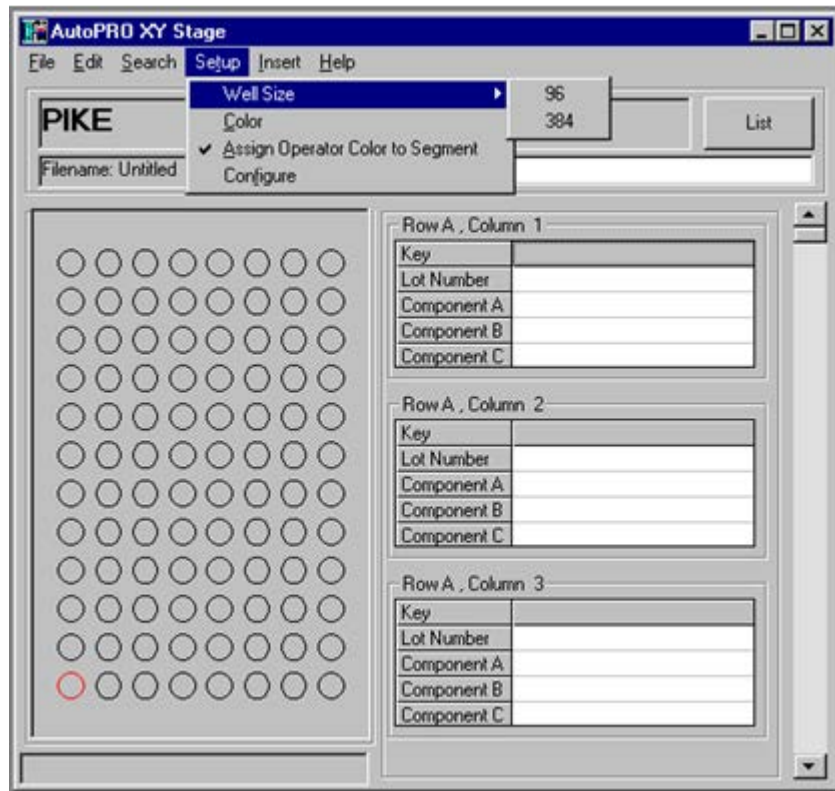 AutoPRO XY Stage
File Edit Search Setup Insert Help
Well Size
96
384
Color
Assign Operator Color to Segment
Configure
PIKE
List
Filename: Untitled
Row A , Column 1
Key
Lot Number
Component A
Component B
Component C
Row A , Column 2
Key
Lot Number
Component A
Component B
Component C
Row A , Column 3
Key
Lot Number
Component A
Component B
Component C